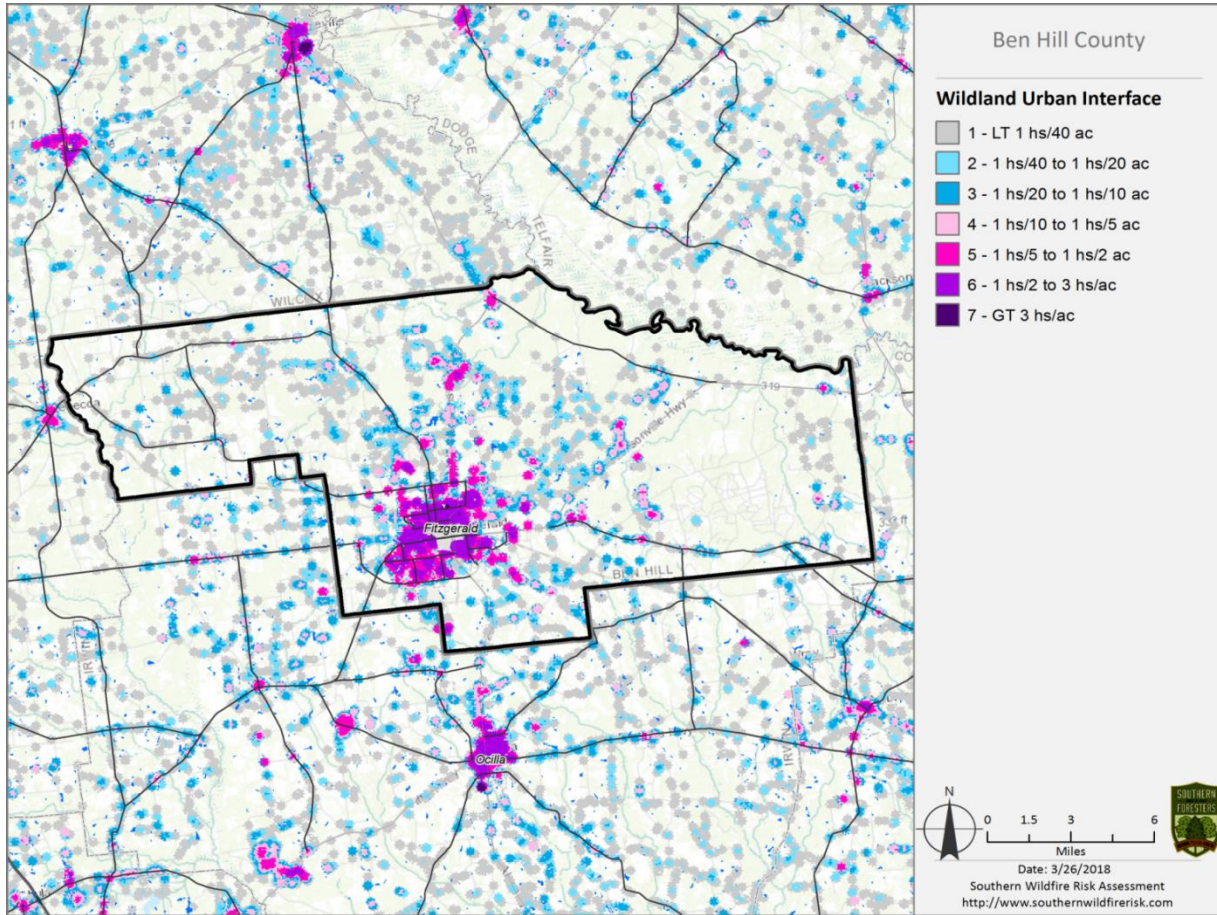 Ben Hill County
Wildland Urban Interface
1 - LT 1 hs/40 ac
2 - 1 hs/40 to 1 hs/20 ac
3 - 1 hs/20 to 1 hs/10 ac
4 - 1 hs/10 to 1 hs/5 ac
5 - 1 hs/5 to 1 hs/2 ac
6 - 1 hs/2 to 3 hs/ac
7 - GT 3 hs/ac
DODGE
TELFAIR
WILCOX
319
Fitzgerald
BEN HILL
Ocilla
N
0 1.5 3 6
Miles
SOUTHERN
FORESTERS
Date: 3/26/2018
Southern Wildfire Risk Assessment
http://www.southernwildfirerisk.com